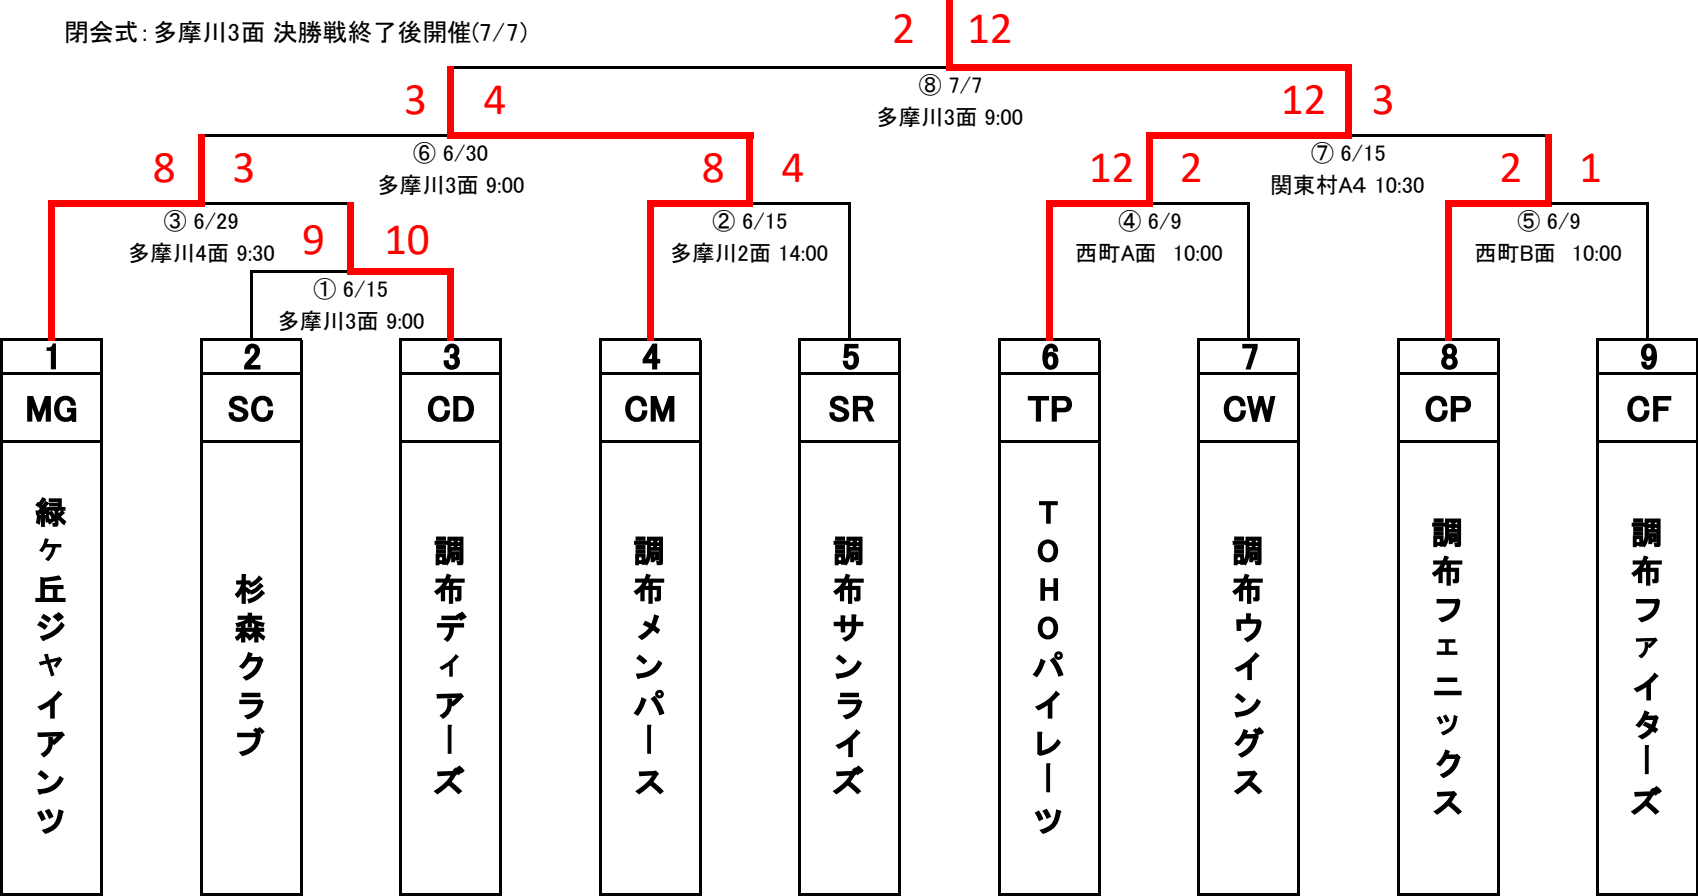 閉会式：多摩川3面 決勝戦終了後開催(7/7)
2 12
⑧ 7/7
多摩川3面 9:00
3 4
12 3
⑥ 6/30
多摩川3面 9:00
⑦ 6/15
関東村A4 10:30
8 3
8 4
12 2
2 1
③ 6/29
多摩川4面 9:30
② 6/15
多摩川2面 14:00
④ 6/9
西町A面 10:00
⑤ 6/9
西町B面 10:00
9 10
① 6/15
多摩川3面 9:00
1 2 3 4 5 6 7 8 9
MG SC CD CM SR TP CW CP CF
緑ヶ丘ジャイアンツ
杉森クラブ
調布ディアーズ
調布メンパース
調布サンライズ
TOHOパイレーツ
調布ウイングス
調布フェニックス
調布ファイターズ